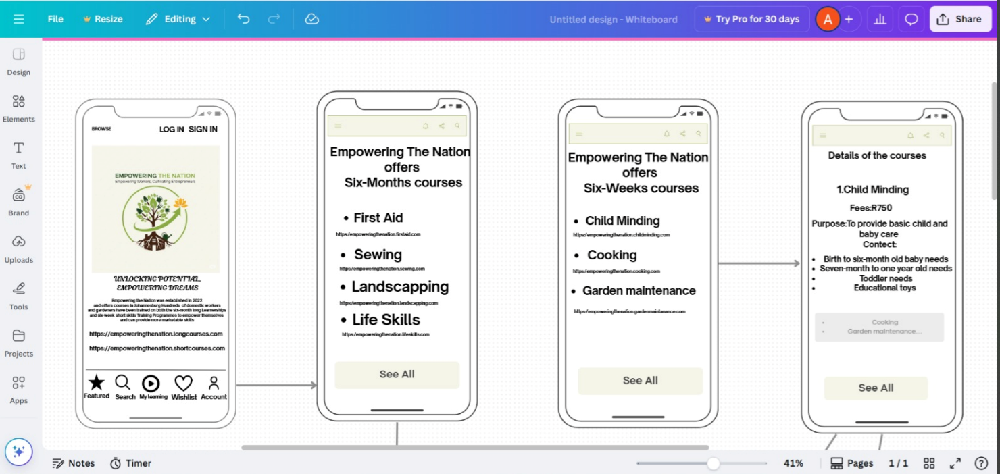 File
Resize
Editing
Untitled design - Whiteboard
Try Pro for 30 days
A
+
Share
Design
Elements
Text
Brand
Uploads
Tools
Projects
Apps
BROWSE
LOG IN SIGN IN
EMPOWERING THE NATION
Empowering Workers, Cultivating Entrepreneurs
UNLOCKING POTENTIAL,
EMPOWERING DREAMS
Empowering the Nation was established in 2022
and offers courses in Johannesburg Hundreds of domestic workers
and gardeners have been trained on both the six-month long Learnerships
and six-week short skills Training Programmes to empower themselves
and can provide more marketable skills
https://empoweringthenation.longcourses.com
https://empoweringthenation.shortcourses.com
Featured
Search
My learning
Wishlist
Account
Empowering The Nation
offers
Six-Months courses
• First Aid
https:/empoweringthenation.firstaid.com
• Sewing
https:/empoweringthenation.sewing.com
• Landscapping
https:/empoweringthenation.landscapping.com
• Life Skills
https:/empoweringthenation.lifeskills.com
See All
Empowering The Nation
offers
Six-Weeks courses
• Child Minding
https:/empoweringthenation.childminding.com
• Cooking
https:/empoweringthenation.cooking.com
• Garden maintenance
https:/empoweringthenation.gardenmaintanance.com
See All
Details of the courses
1.Child Minding
Fees:R750
Purpose:To provide basic child and
baby care
Contect:
• Birth to six-month old baby needs
• Seven-month to one year old needs
• Toddler needs
• Educational toys
• Cooking
• Garden maintenance....
See All
Notes
Timer
41%
Pages
1 / 1